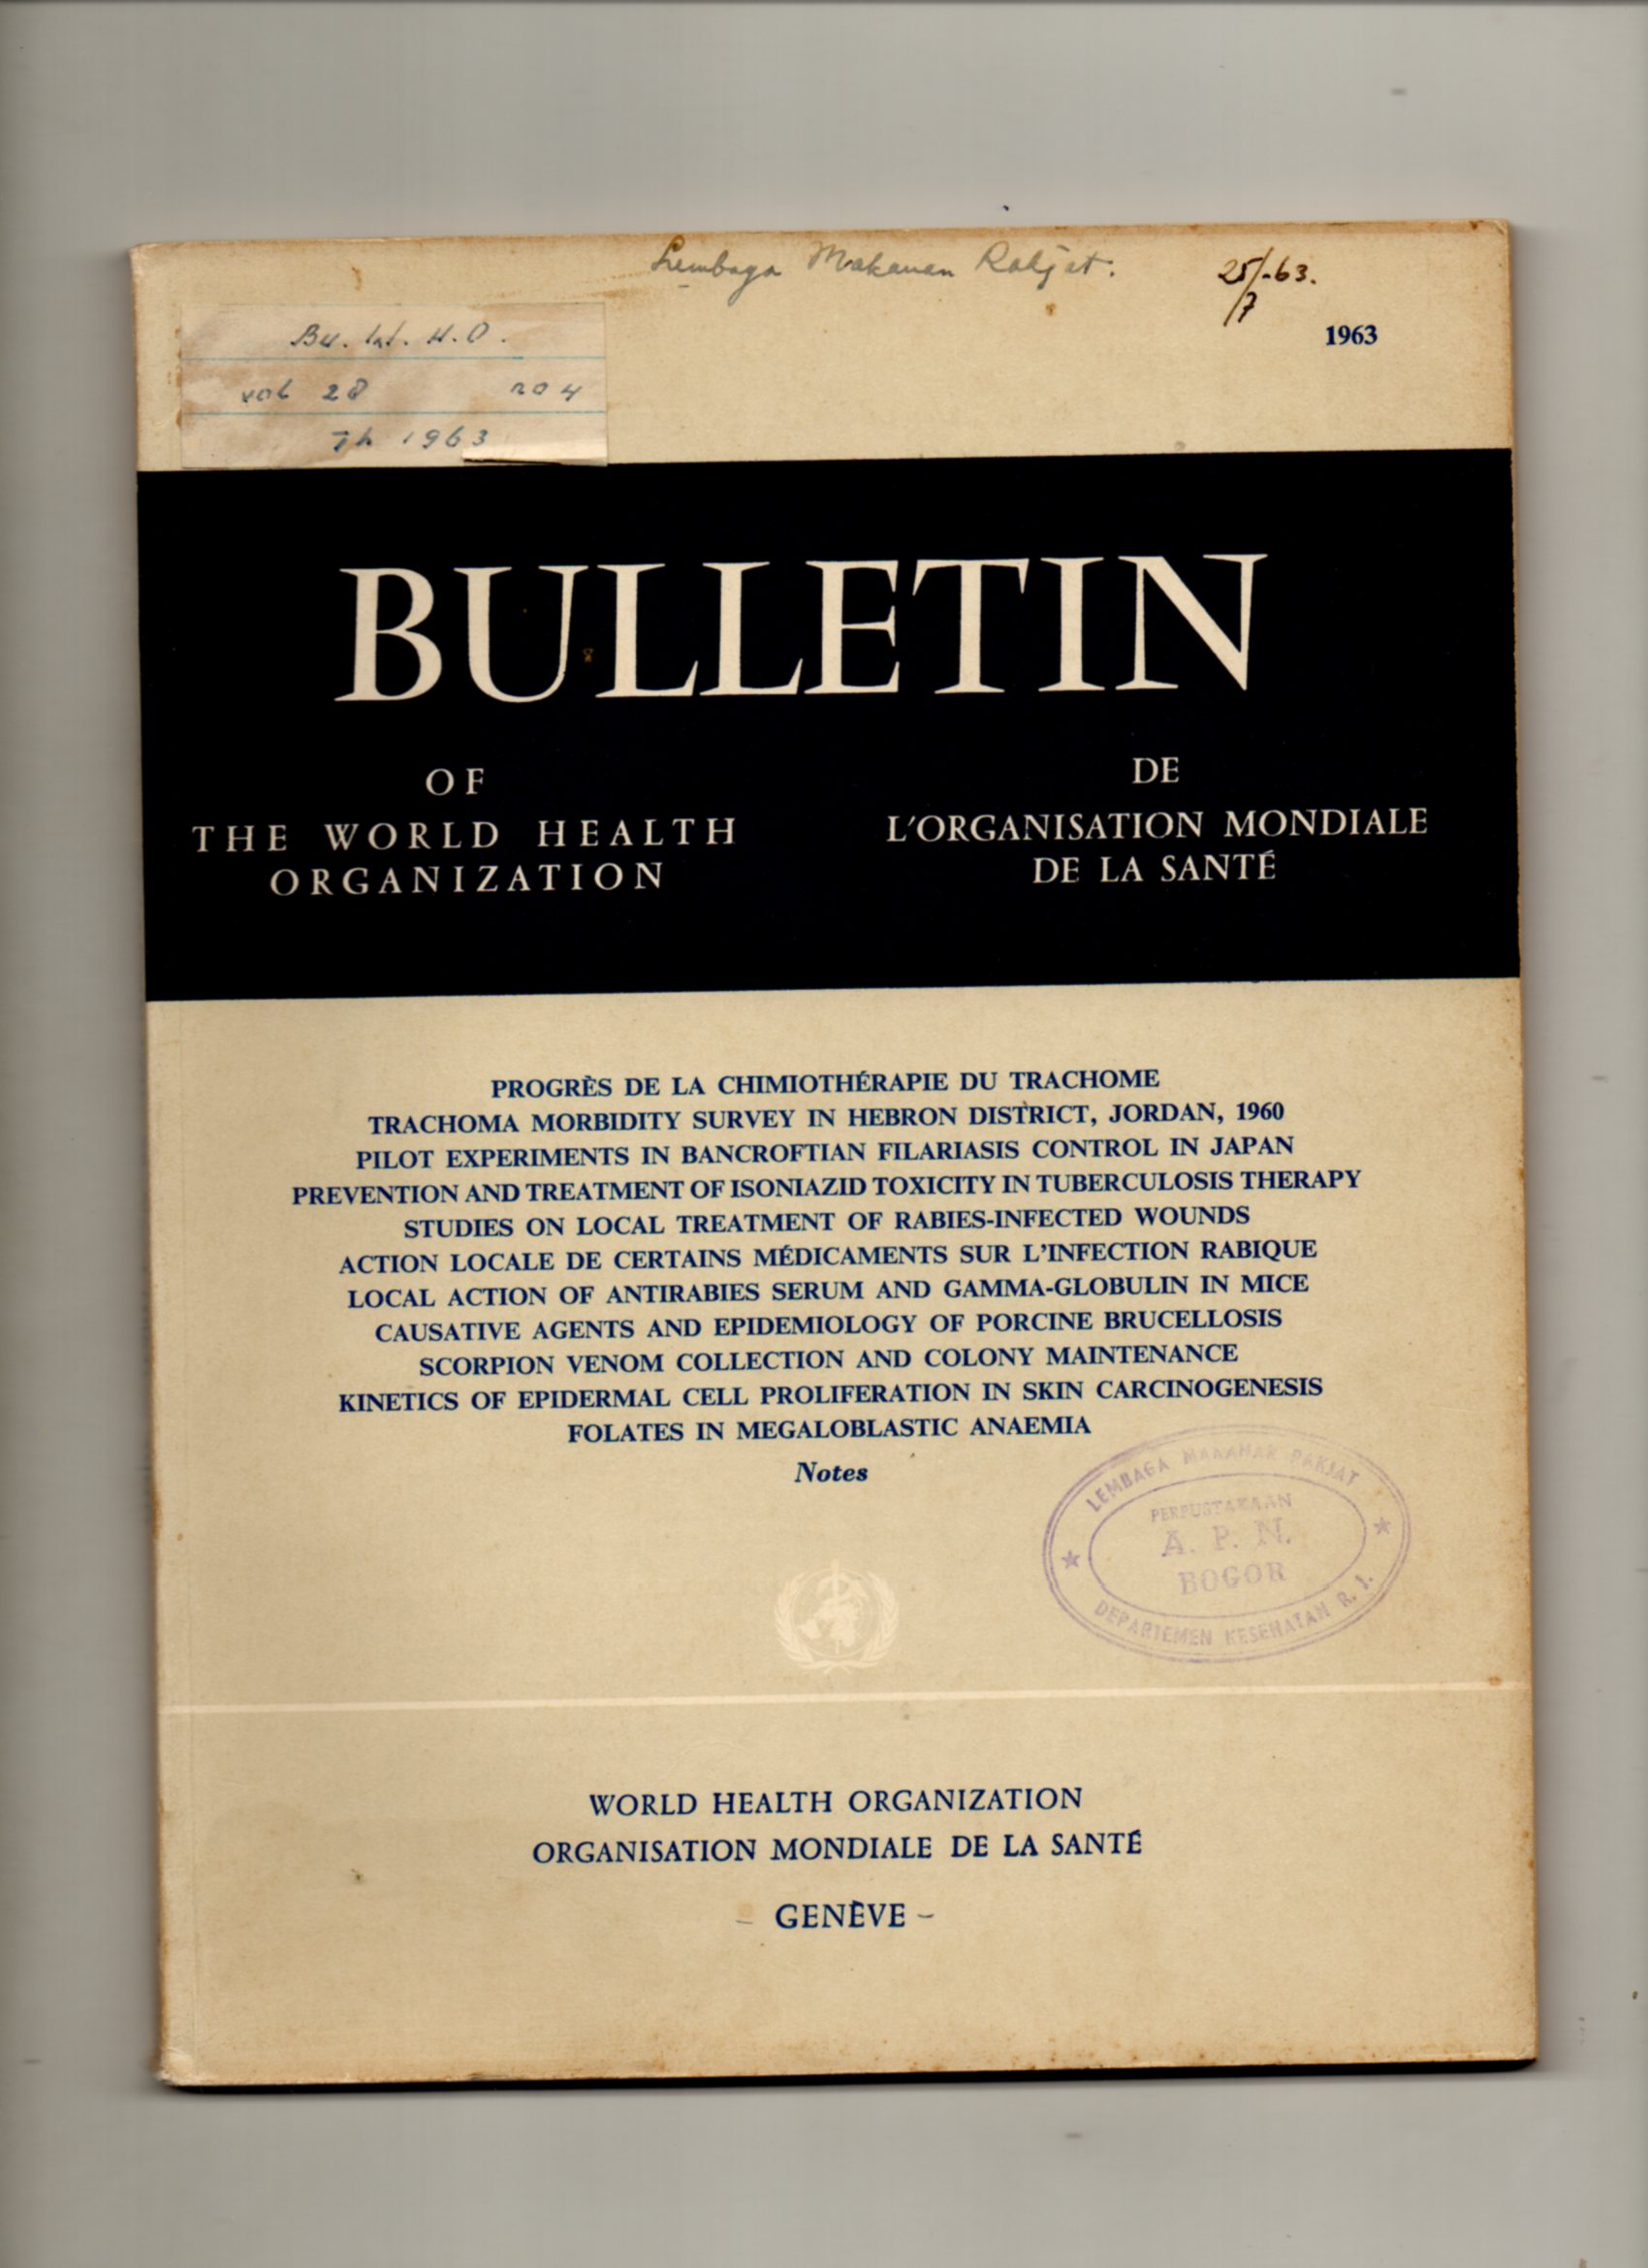 Lembaga Makanan Rakjat.
25/7-63.
1963
Bu. W. H. O.
vol 28 no 4
Th 1963
BULLETIN
OF
THE WORLD HEALTH
ORGANIZATION
DE
L'ORGANISATION MONDIALE
DE LA SANTÉ
PROGRÈS DE LA CHIMIOTHÉRAPIE DU TRACHOME
TRACHOMA MORBIDITY SURVEY IN HEBRON DISTRICT, JORDAN, 1960
PILOT EXPERIMENTS IN BANCROFTIAN FILARIASIS CONTROL IN JAPAN
PREVENTION AND TREATMENT OF ISONIAZID TOXICITY IN TUBERCULOSIS THERAPY
STUDIES ON LOCAL TREATMENT OF RABIES-INFECTED WOUNDS
ACTION LOCALE DE CERTAINS MÉDICAMENTS SUR L'INFECTION RABIQUE
LOCAL ACTION OF ANTIRABIES SERUM AND GAMMA-GLOBULIN IN MICE
CAUSATIVE AGENTS AND EPIDEMIOLOGY OF PORCINE BRUCELLOSIS
SCORPION VENOM COLLECTION AND COLONY MAINTENANCE
KINETICS OF EPIDERMAL CELL PROLIFERATION IN SKIN CARCINOGENESIS
FOLATES IN MEGALOBLASTIC ANAEMIA
Notes
LEMBAGA MAKANAN RAKJAT
PERPUSTAKAAN
A. P. N.
BOGOR
DEPARTEMEN KESEHATAN R. I.
WORLD HEALTH ORGANIZATION
ORGANISATION MONDIALE DE LA SANTÉ
– GENÈVE –